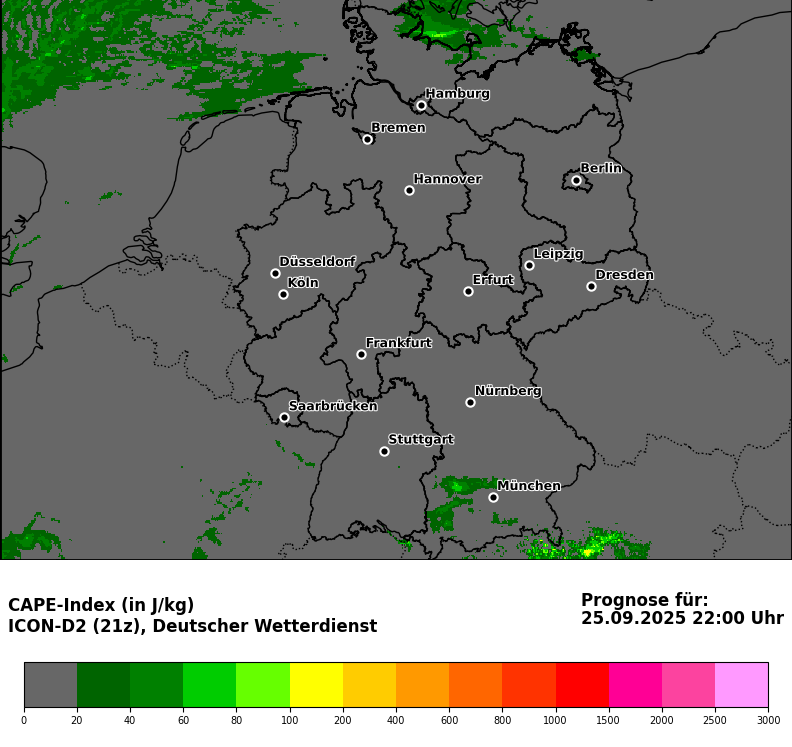 Hamburg
Bremen
Berlin
Hannover
Leipzig
Düsseldorf
Dresden
Erfurt
Köln
Frankfurt
Nürnberg
Saarbrücken
Stuttgart
München
CAPE-Index (in J/kg)
ICON-D2 (21z), Deutscher Wetterdienst
Prognose für:
25.09.2025 22:00 Uhr
0 20 40 60 80 100 200 400 600 800 1000 1500 2000 2500 3000